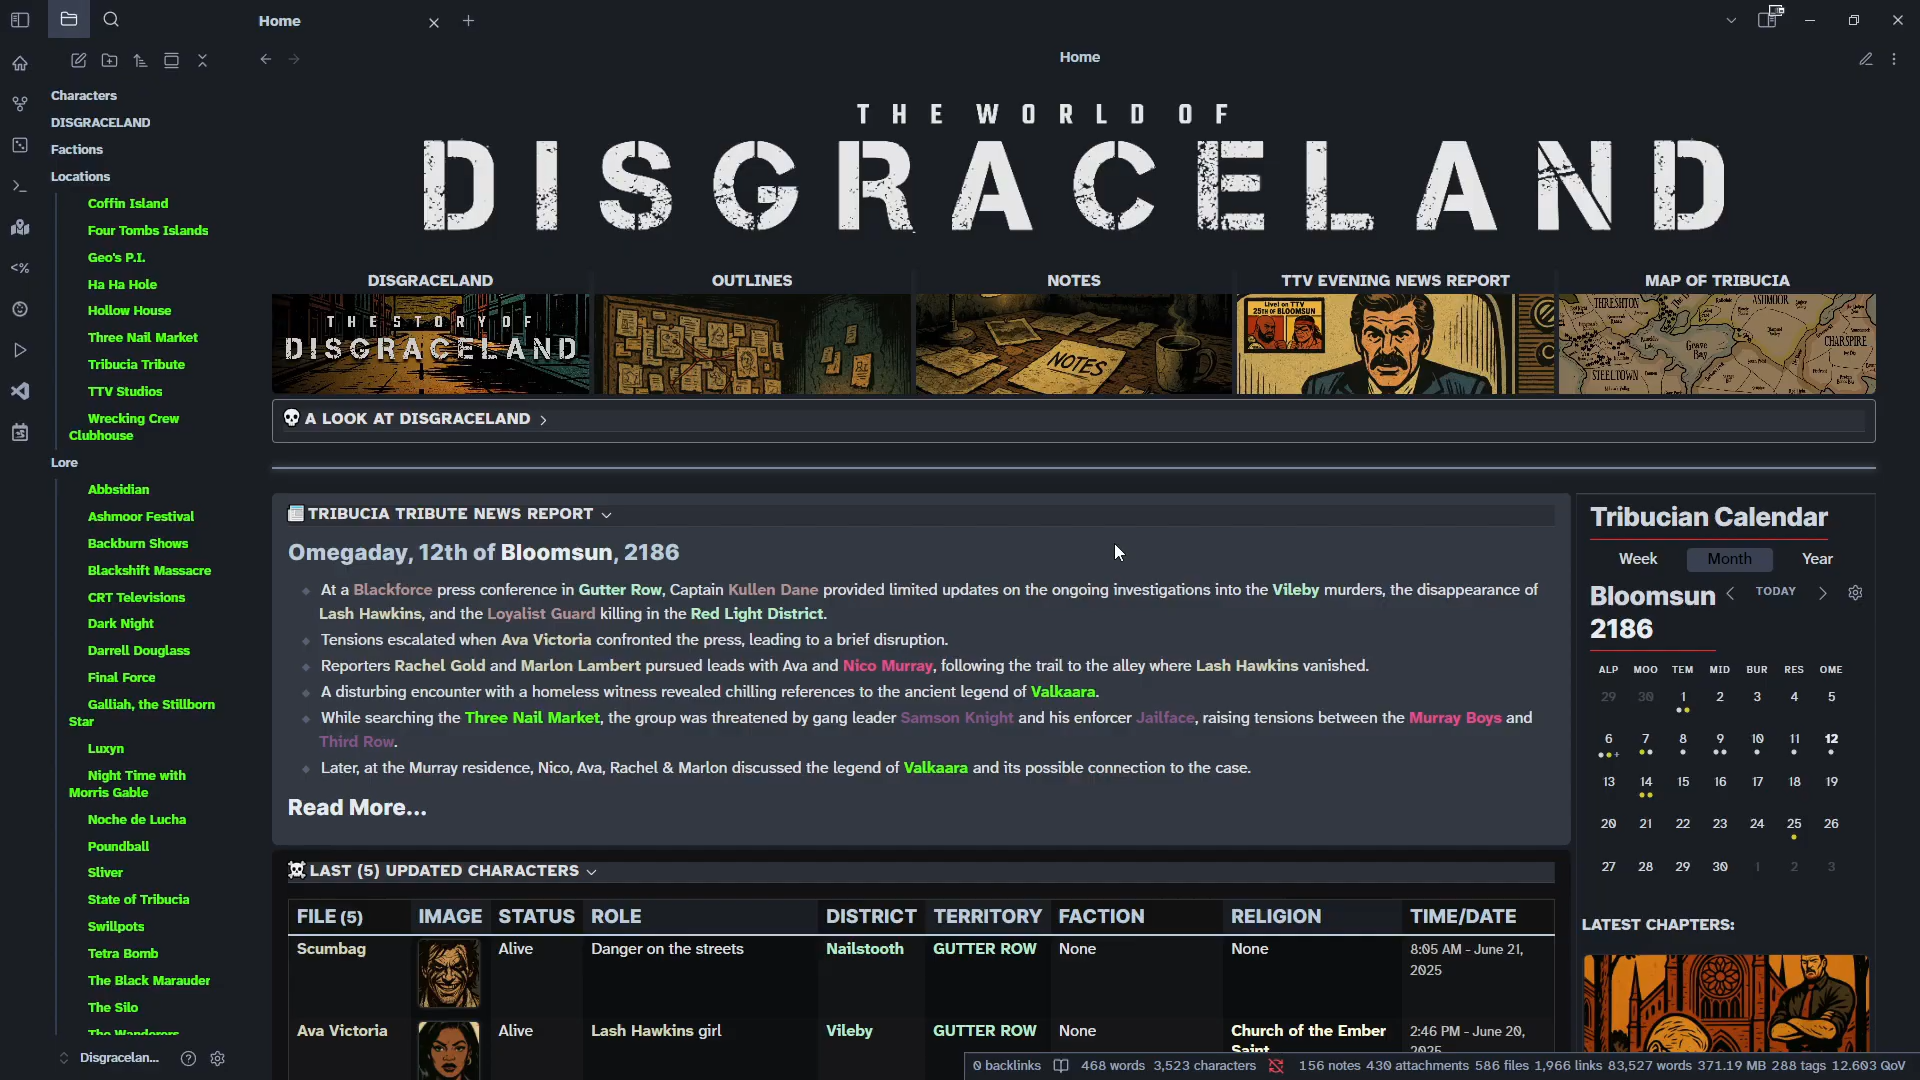 Home
Home
Characters
DISGRACELAND
Factions
Locations
Coffin Island
Four Tombs Islands
Geo's P.I.
Ha Ha Hole
Hollow House
Three Nail Market
Tribucia Tribute
TTV Studios
Wrecking Crew
Clubhouse
Lore
Abbsidian
Ashmoor Festival
Backburn Shows
Blackshift Massacre
CRT Televisions
Dark Night
Darrell Douglass
Final Force
Galliah, the Stillborn
Star
Luxyn
Night Time with
Morris Gable
Noche de Lucha
Poundball
Sliver
State of Tribucia
Swillpots
Tetra Bomb
The Black Marauder
The Silo
The Wanderers
Disgracelan...
THE WORLD OF
DISGRACELAND
DISGRACELAND
OUTLINES
NOTES
TTV EVENING NEWS REPORT
MAP OF TRIBUCIA
THE STORY OF
DISGRACELAND
NOTES
Live! on TTV
25TH OF BLOOMSUN
THRESHTON
ASHMOOR
Grave
Bay
CHARSPIRE
STEELTOWN
A LOOK AT DISGRACELAND
TRIBUCIA TRIBUTE NEWS REPORT
Omegaday, 12th of Bloomsun, 2186
At a Blackforce press conference in Gutter Row, Captain Kullen Dane provided limited updates on the ongoing investigations into the Vileby murders, the disappearance of
Lash Hawkins, and the Loyalist Guard killing in the Red Light District.
Tensions escalated when Ava Victoria confronted the press, leading to a brief disruption.
Reporters Rachel Gold and Marlon Lambert pursued leads with Ava and Nico Murray, following the trail to the alley where Lash Hawkins vanished.
A disturbing encounter with a homeless witness revealed chilling references to the ancient legend of Valkaara.
While searching the Three Nail Market, the group was threatened by gang leader Samson Knight and his enforcer Jailface, raising tensions between the Murray Boys and
Third Row.
Later, at the Murray residence, Nico, Ava, Rachel & Marlon discussed the legend of Valkaara and its possible connection to the case.
Read More...
LAST (5) UPDATED CHARACTERS
FILE (5) IMAGE STATUS ROLE DISTRICT TERRITORY FACTION RELIGION TIME/DATE
Scumbag Alive Danger on the streets Nailstooth GUTTER ROW None None 8:05 AM - June 21,
2025
Ava Victoria Alive Lash Hawkins girl Vileby GUTTER ROW None Church of the Ember 2:46 PM - June 20,
Saint 2025
Tribucian Calendar
Week Month Year
Bloomsun
2186
TODAY
ALP MOO TEM MID BUR RES OME
29 30 1 2 3 4 5
6 7 8 9 10 11 12
13 14 15 16 17 18 19
20 21 22 23 24 25 26
27 28 29 30 1 2 3
LATEST CHAPTERS:
0 backlinks 468 words 3,523 characters 156 notes 430 attachments 586 files 1,966 links 83,527 words 371.19 MB 288 tags 12.603 QoV